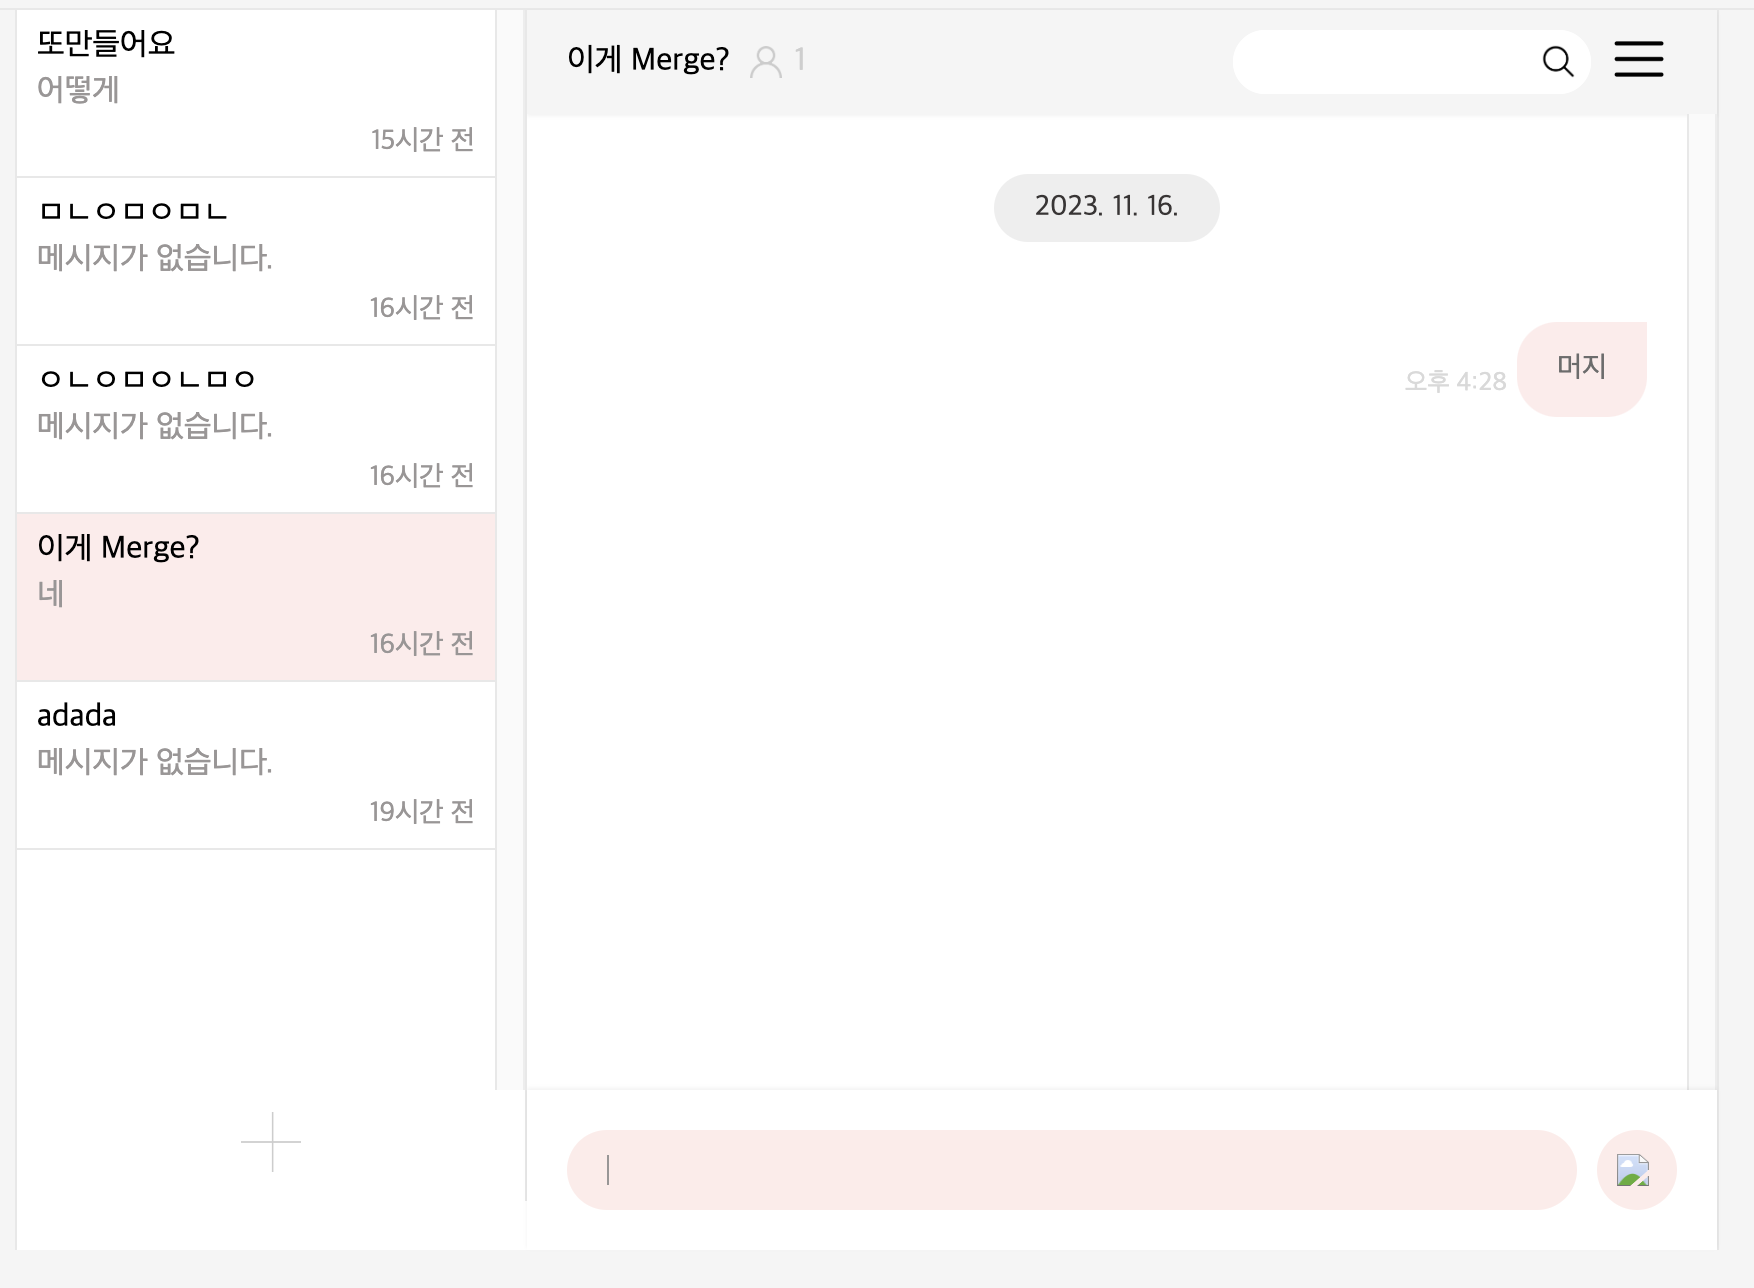 또만들어요
어떻게
15시간 전
ㅁㄴㅇㅁㅇㅁㄴ
메시지가 없습니다.
16시간 전
ㅇㄴㅇㅁㅇㄴㅁㅇ
메시지가 없습니다.
16시간 전
이게 Merge?
네
16시간 전
adada
메시지가 없습니다.
19시간 전
이게 Merge? 1
2023. 11. 16.
머지
오후 4:28